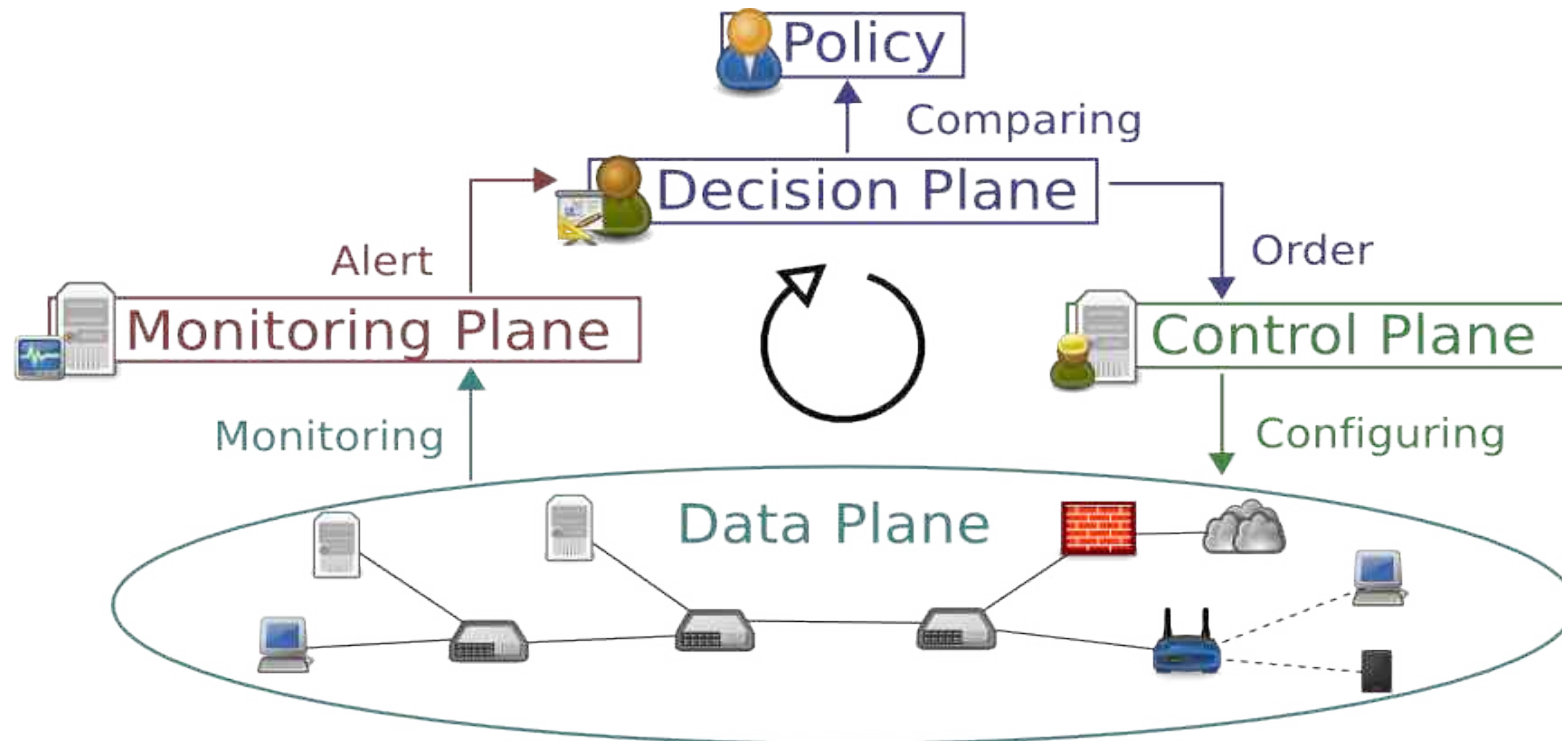 Policy
Comparing
Decision Plane
Alert
Order
Monitoring Plane
Control Plane
Monitoring
Configuring
Data Plane